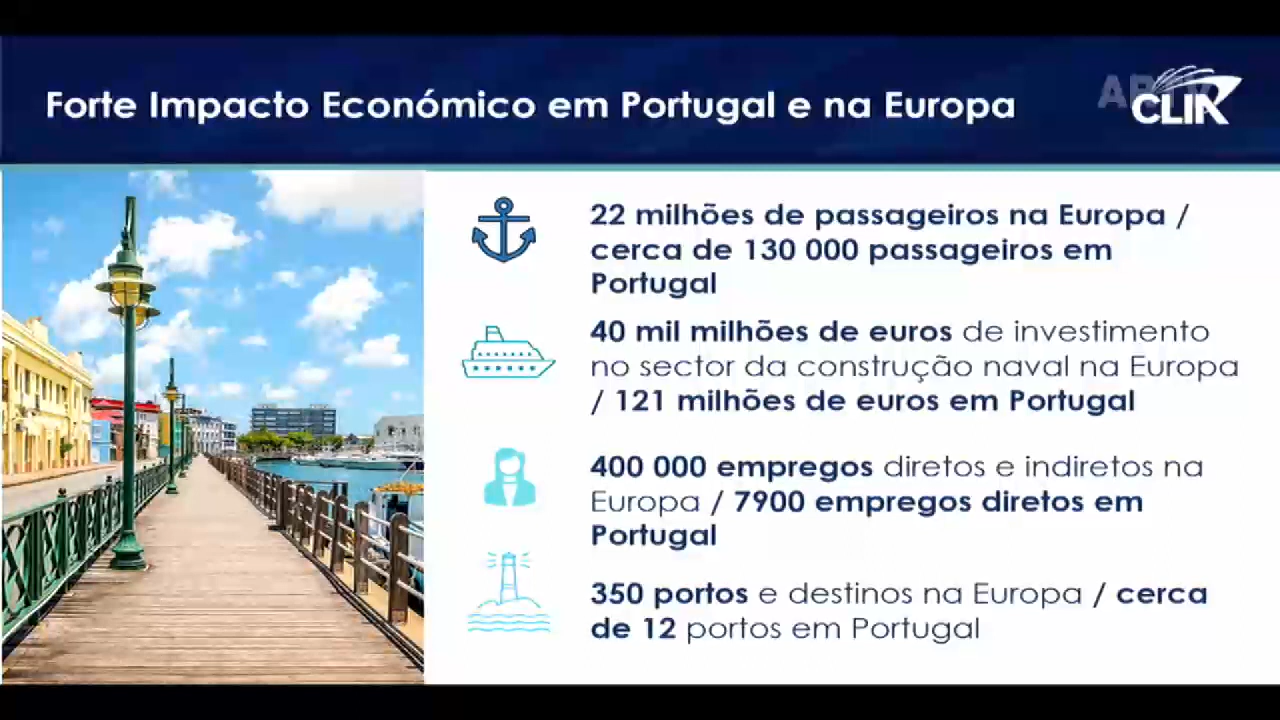 Forte Impacto Económico em Portugal e na Europa
CLIA
22 milhões de passageiros na Europa /
cerca de 130 000 passageiros em
Portugal
40 mil milhões de euros de investimento
no sector da construção naval na Europa
/ 121 milhões de euros em Portugal
400 000 empregos diretos e indiretos na
Europa / 7900 empregos diretos em
Portugal
350 portos e destinos na Europa / cerca
de 12 portos em Portugal